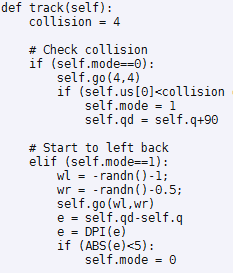 def track(self):
    collision = 4

    # Check collision
    if (self.mode==0):
        self.go(4,4)
        if (self.us[0]<collision
            self.mode = 1
            self.qd = self.q+90

    # Start to left back
    elif (self.mode==1):
        wl = -randn()-1;
        wr = -randn()-0.5;
        self.go(wl,wr)
        e = self.qd-self.q
        e = DPI(e)
        if (ABS(e)<5):
            self.mode = 0